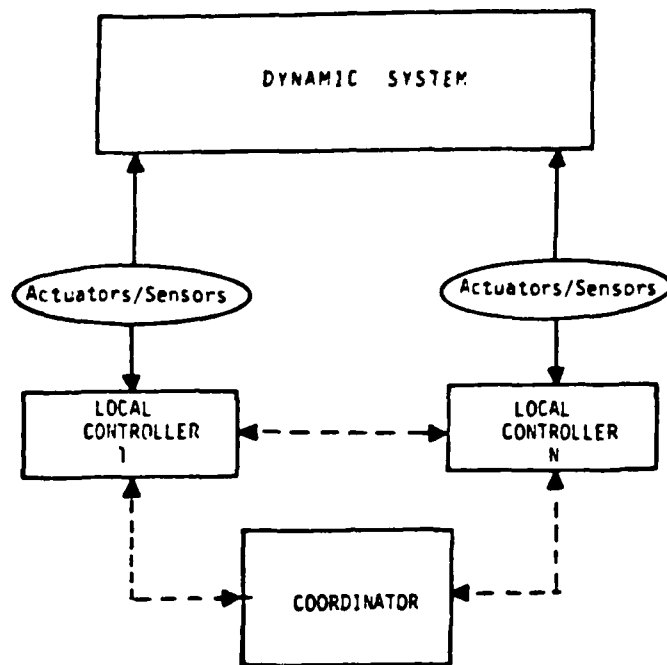 DYNAMIC SYSTEM
Actuators/Sensors
Actuators/Sensors
LOCAL
CONTROLLER
1
LOCAL
CONTROLLER
N
COORDINATOR